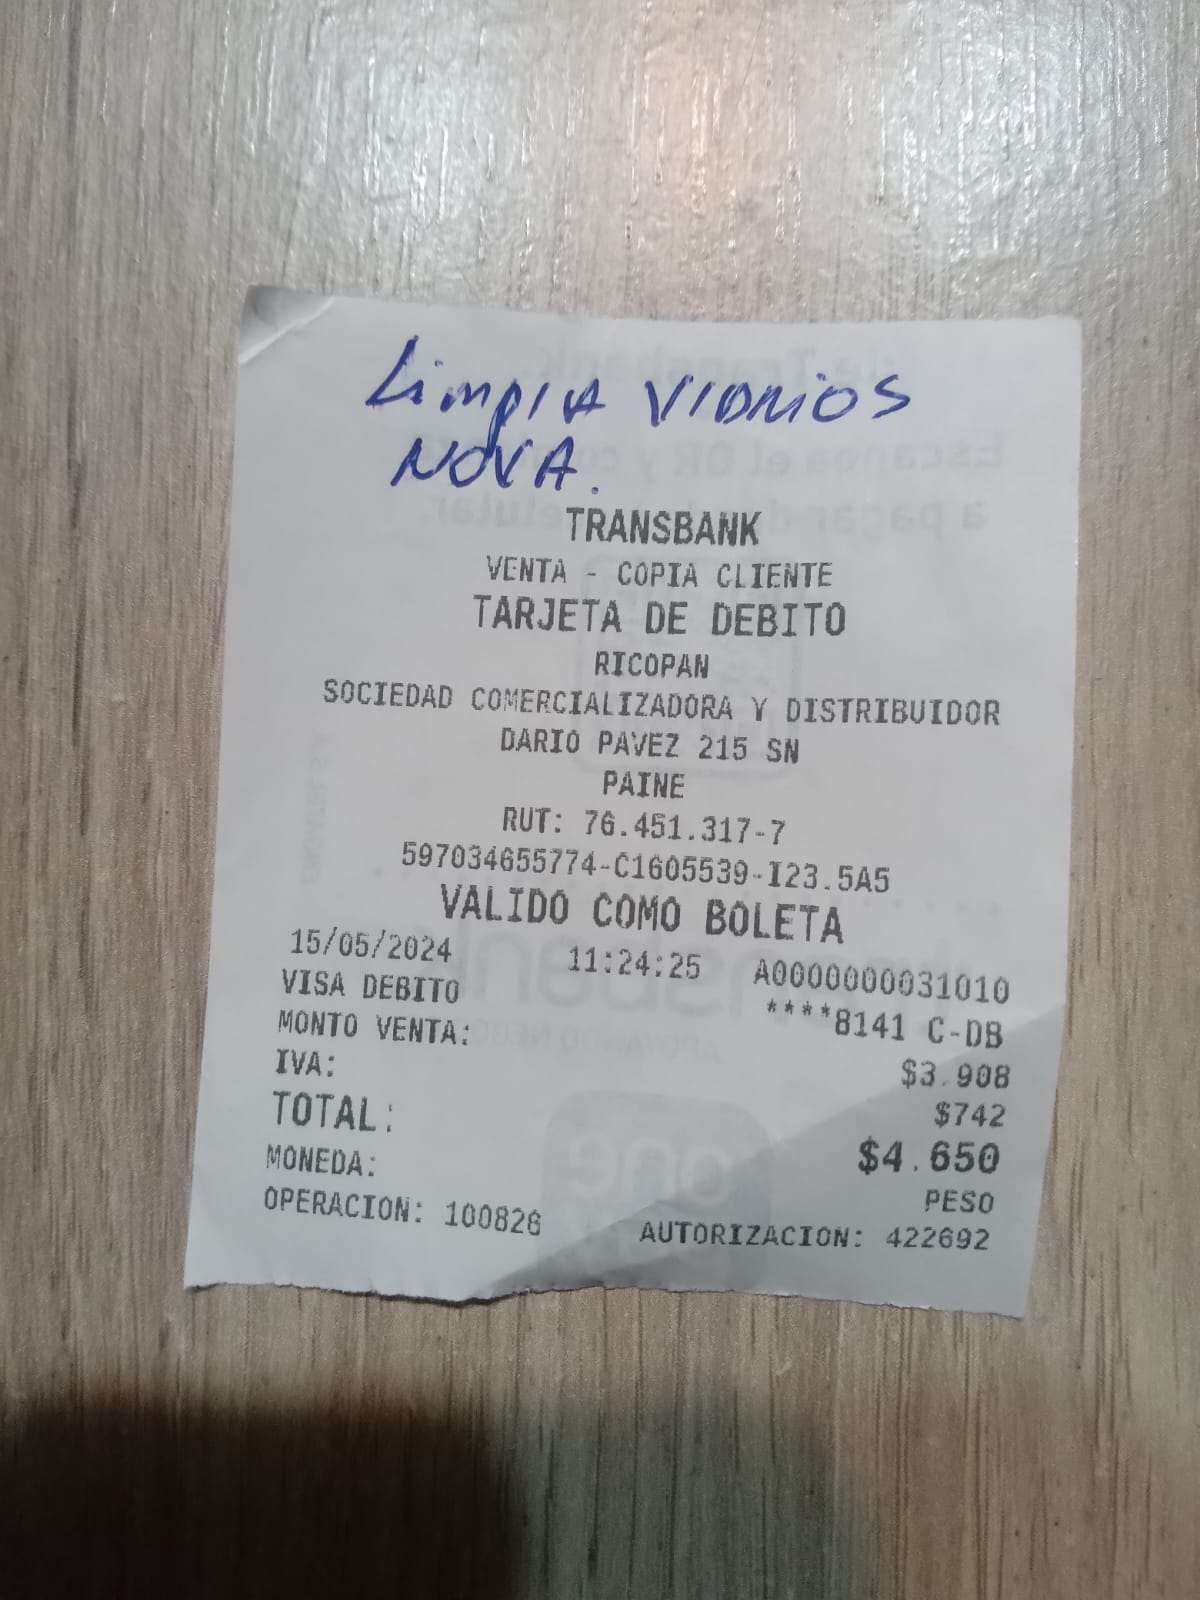 Limpia vidrios
Nova.
TRANSBANK
VENTA - COPIA CLIENTE
TARJETA DE DEBITO
RICOPAN
SOCIEDAD COMERCIALIZADORA Y DISTRIBUIDOR
DARIO PAVEZ 215 SN
PAINE
RUT: 76.451.317-7
597034655774-C1605539-I23.5A5
VALIDO COMO BOLETA
15/05/2024 11:24:25 A0000000031010
VISA DEBITO ****8141 C-DB
MONTO VENTA: $3.908
IVA: $742
TOTAL: $4.650
MONEDA: PESO
OPERACION: 100826 AUTORIZACION: 422692